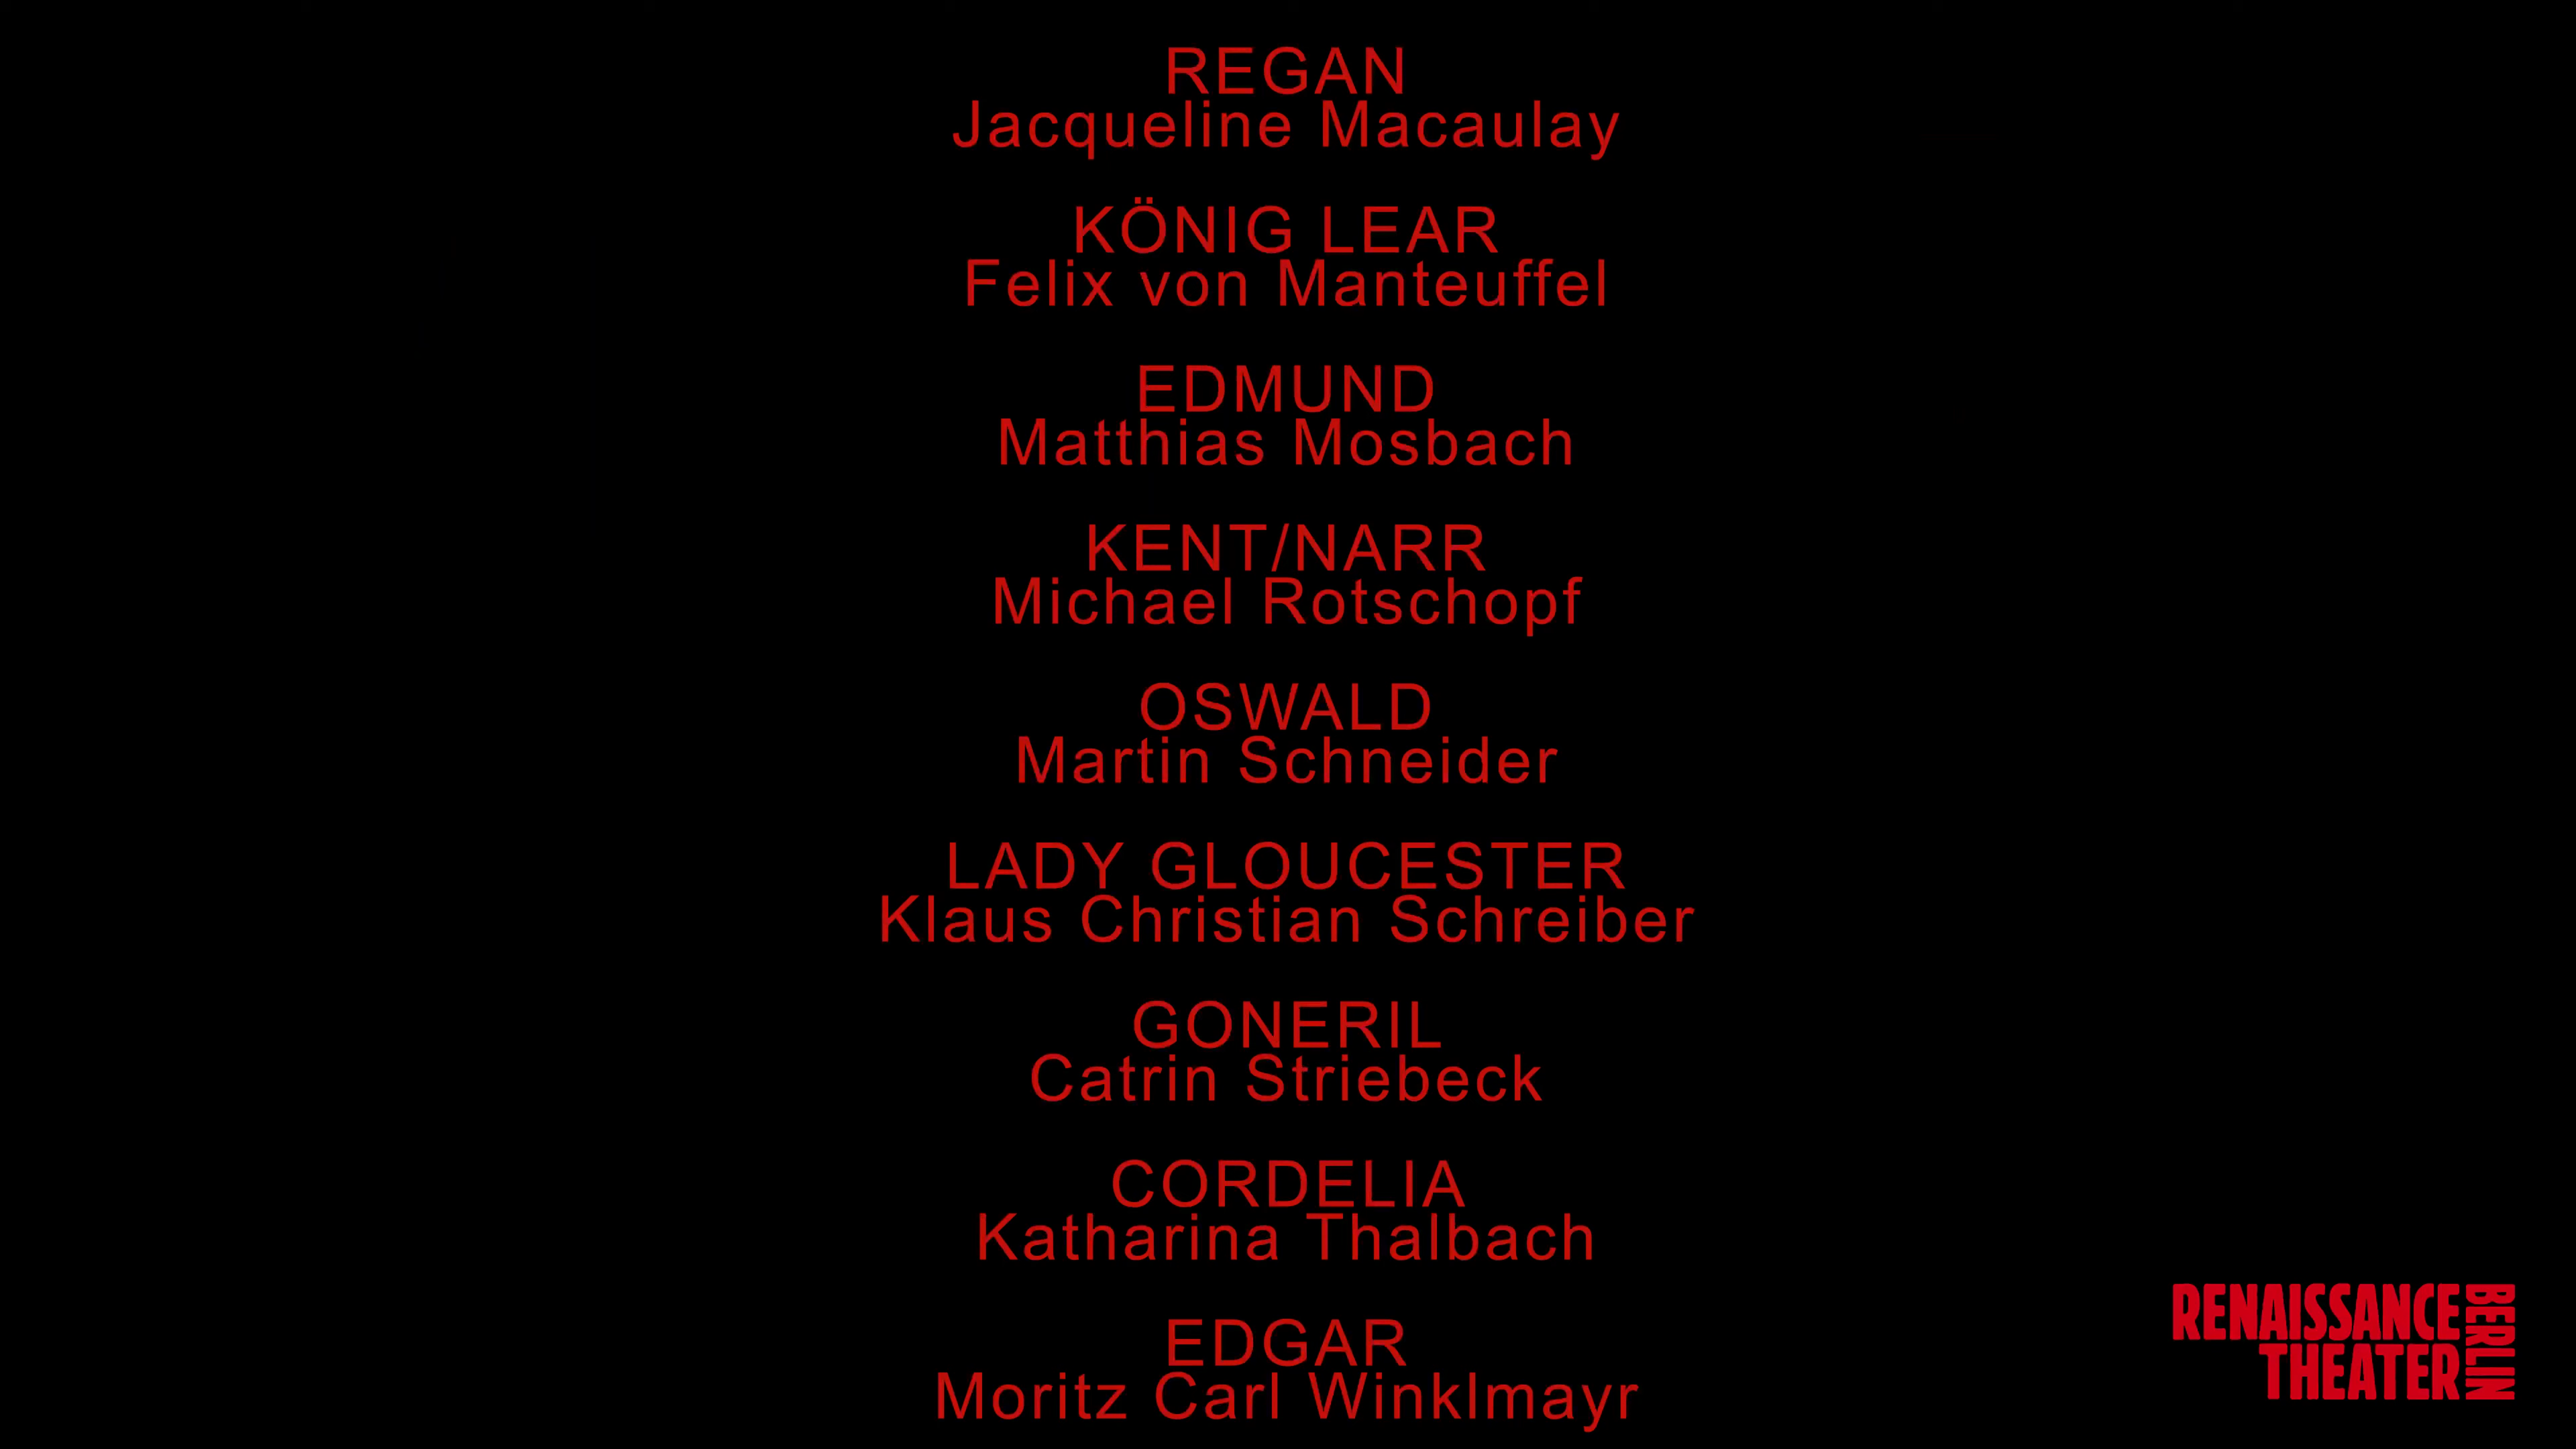 REGAN
Jacqueline Macaulay
KÖNIG LEAR
Felix von Manteuffel
EDMUND
Matthias Mosbach
KENT/NARR
Michael Rotschopf
OSWALD
Martin Schneider
LADY GLOUCESTER
Klaus Christian Schreiber
GONERIL
Catrin Striebeck
CORDELIA
Katharina Thalbach
EDGAR
Moritz Carl Winklmayr
RENAISSANCE
THEATER
BERLIN